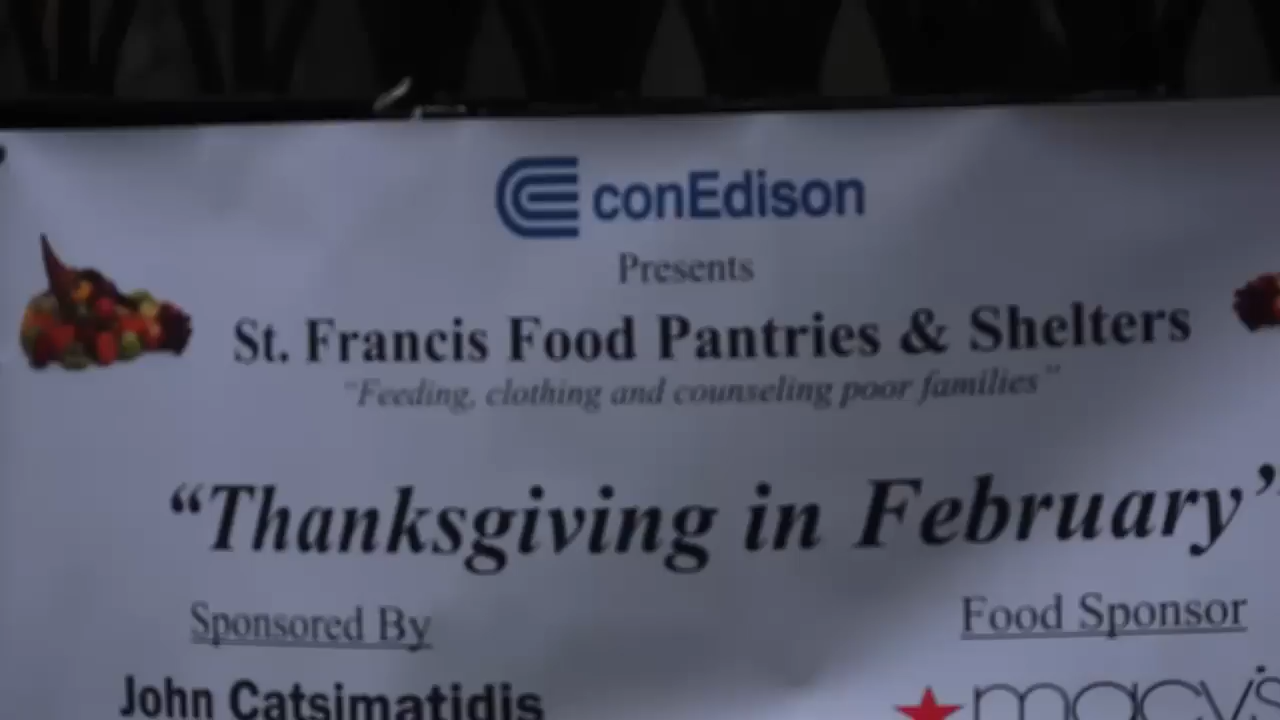 conEdison
Presents
St. Francis Food Pantries & Shelters
"Feeding, clothing and counseling poor families"
“Thanksgiving in February”
Sponsored By
Food Sponsor
John Catsimatidis
macy's